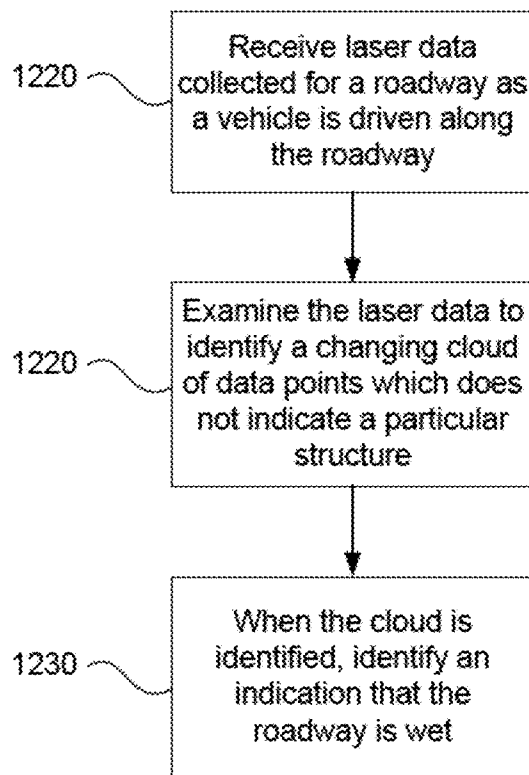 1220
Receive laser data
collected for a roadway as
a vehicle is driven along
the roadway
1220
Examine the laser data to
identify a changing cloud
of data points which does
not indicate a particular
structure
1230
When the cloud is
identified, identify an
indication that the
roadway is wet